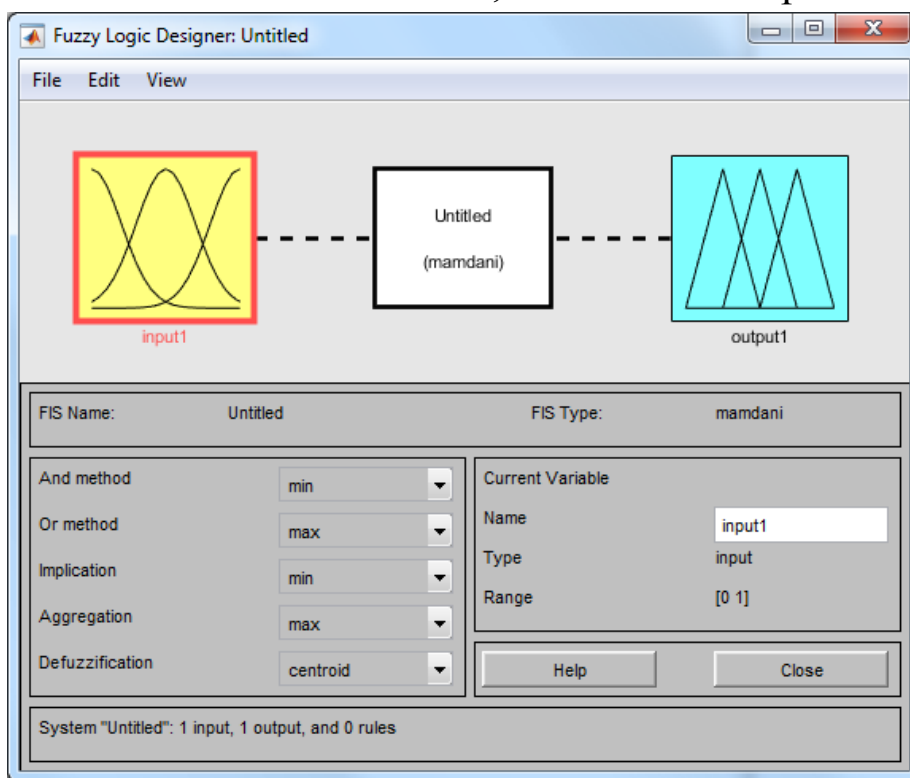 Fuzzy Logic Designer: Untitled
File Edit View
Untitled
(mamdani)
input1
output1
FIS Name: Untitled FIS Type: mamdani
And method min
Or method max
Implication min
Aggregation max
Defuzzification centroid
Current Variable
Name input1
Type input
Range [0 1]
Help Close
System "Untitled": 1 input, 1 output, and 0 rules